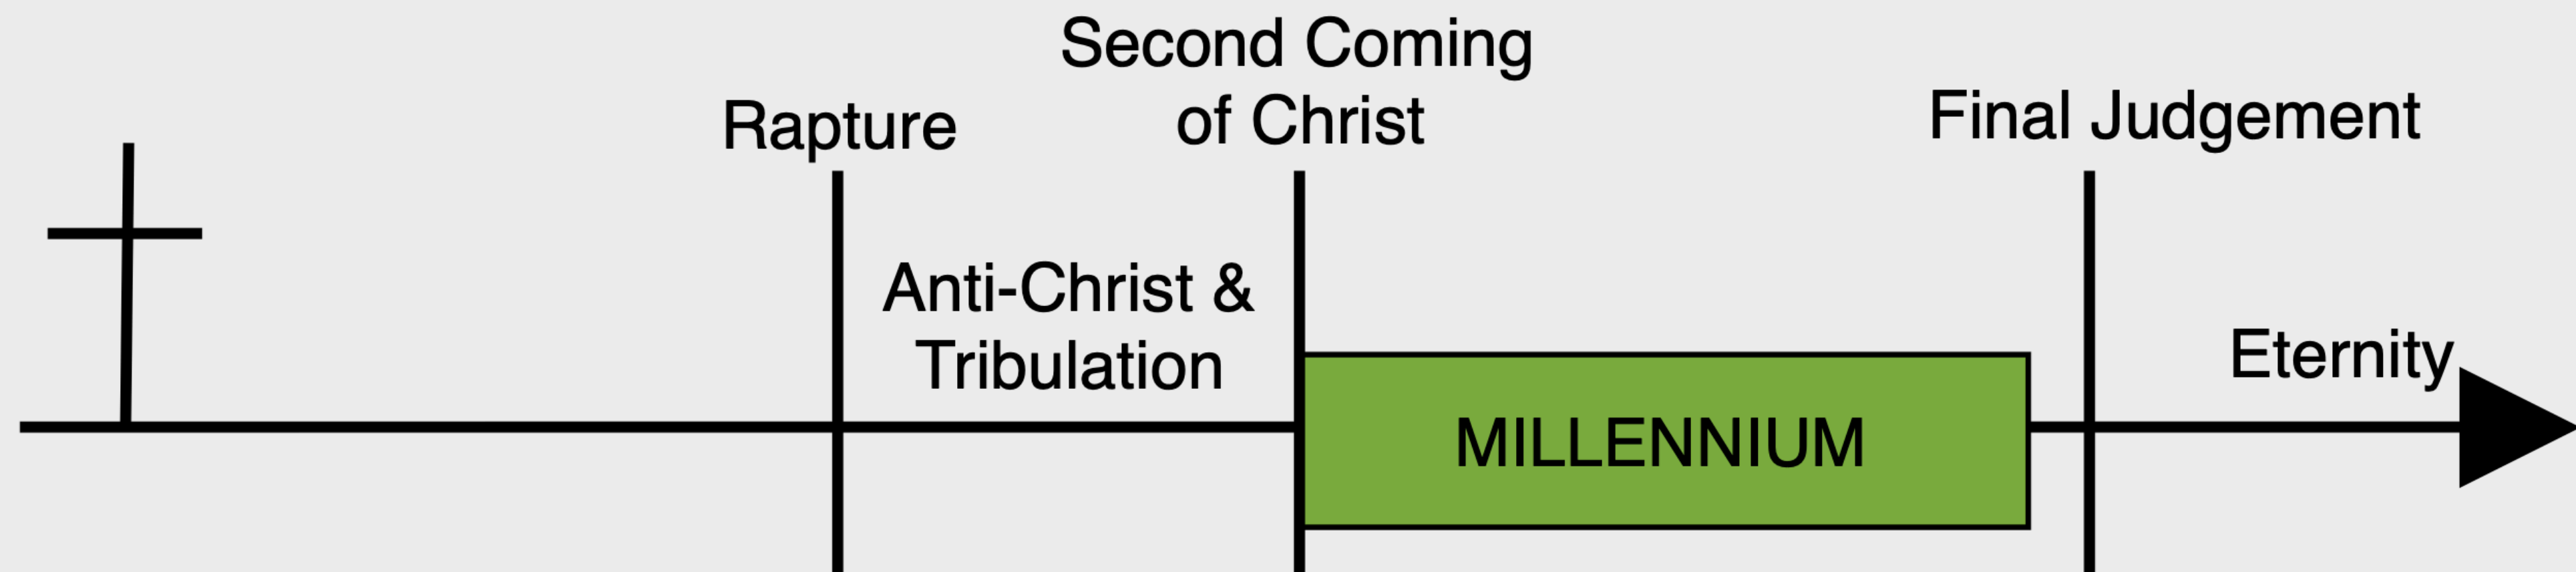 Rapture
Second Coming
of Christ
Final Judgement
Anti-Christ &
Tribulation
MILLENNIUM
Eternity